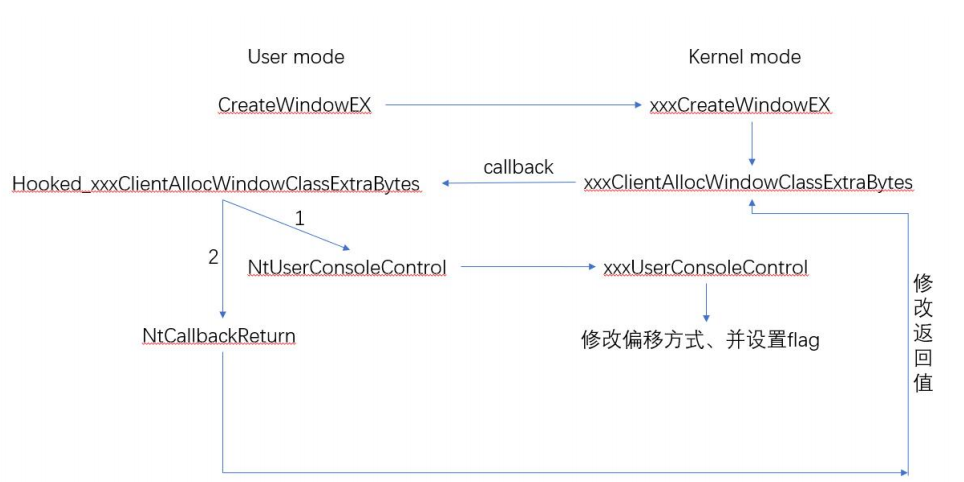 User mode
Kernel mode
CreateWindowEX
xxxCreateWindowEX
callback
Hooked_xxxClientAllocWindowClassExtraBytes
xxxClientAllocWindowClassExtraBytes
1
2
NtUserConsoleControl
xxxUserConsoleControl
修改返回值
NtCallbackReturn
修改偏移方式、并设置flag